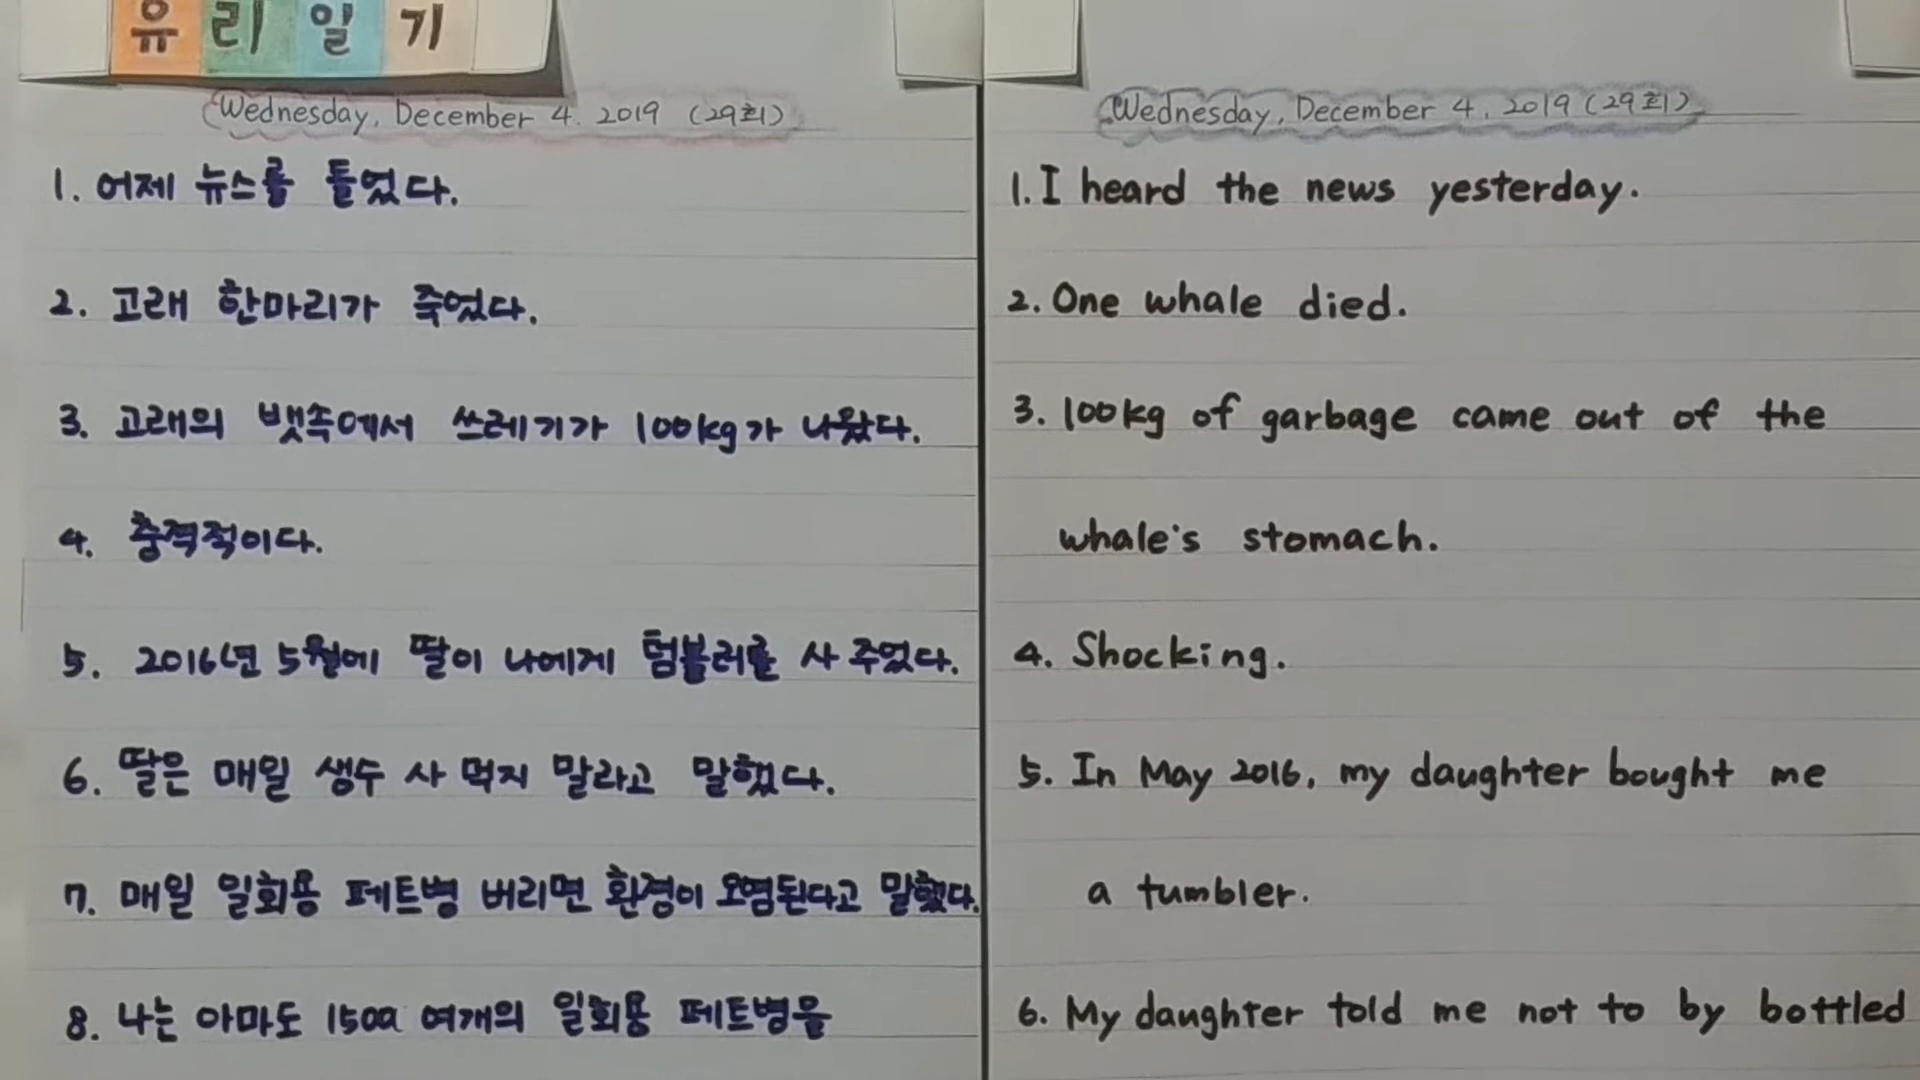 유리일기
Wednesday, December 4. 2019 (29회)
1. 어제 뉴스를 들었다.
2. 고래 한마리가 죽었다.
3. 고래의 뱃속에서 쓰레기가 100kg가 나왔다.
4. 충격적이다.
5. 2016년 5월에 딸이 나에게 텀블러를 사 주었다.
6. 딸은 매일 생수 사 먹지 말라고 말했다.
7. 매일 일회용 페트병 버리면 환경이 오염된다고 말했다.
8. 나는 아마도 1500 여개의 일회용 페트병을
Wednesday, December 4, 2019 (29회)
1. I heard the news yesterday.
2. One whale died.
3. 100kg of garbage came out of the
whale's stomach.
4. Shocking.
5. In May 2016, my daughter bought me
a tumbler.
6. My daughter told me not to by bottled